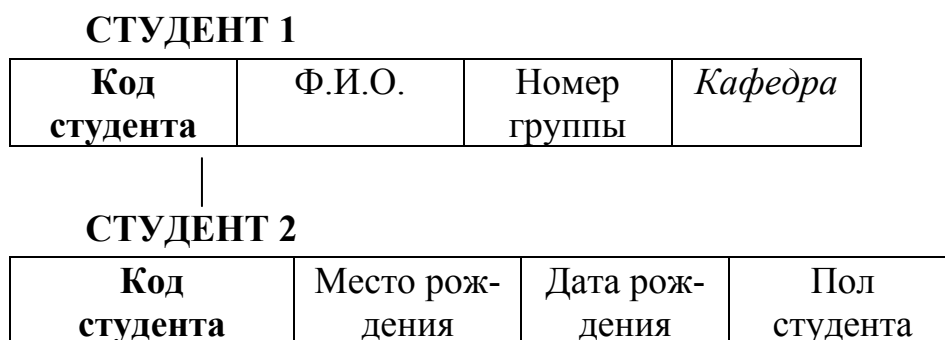 СТУДЕНТ 1
Код Ф.И.О. Номер Кафедра
студента группы
СТУДЕНТ 2
Код Место рож- Дата рож- Пол
студента дения дения студента